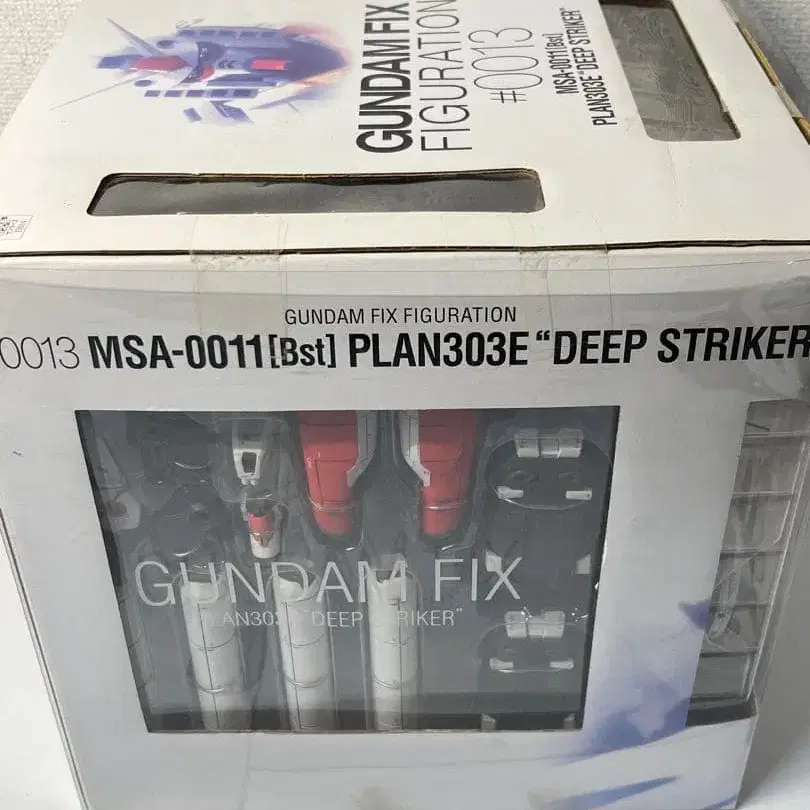 GUNDAM FIX
FIGURATION
#0013
MSA-0011[Bst]
PLAN303E "DEEP STRIKER"
GUNDAM FIX FIGURATION
0013 MSA-0011[Bst] PLAN303E "DEEP STRIKER
GUNDAM FIX
PLAN303E "DEEP STRIKER"